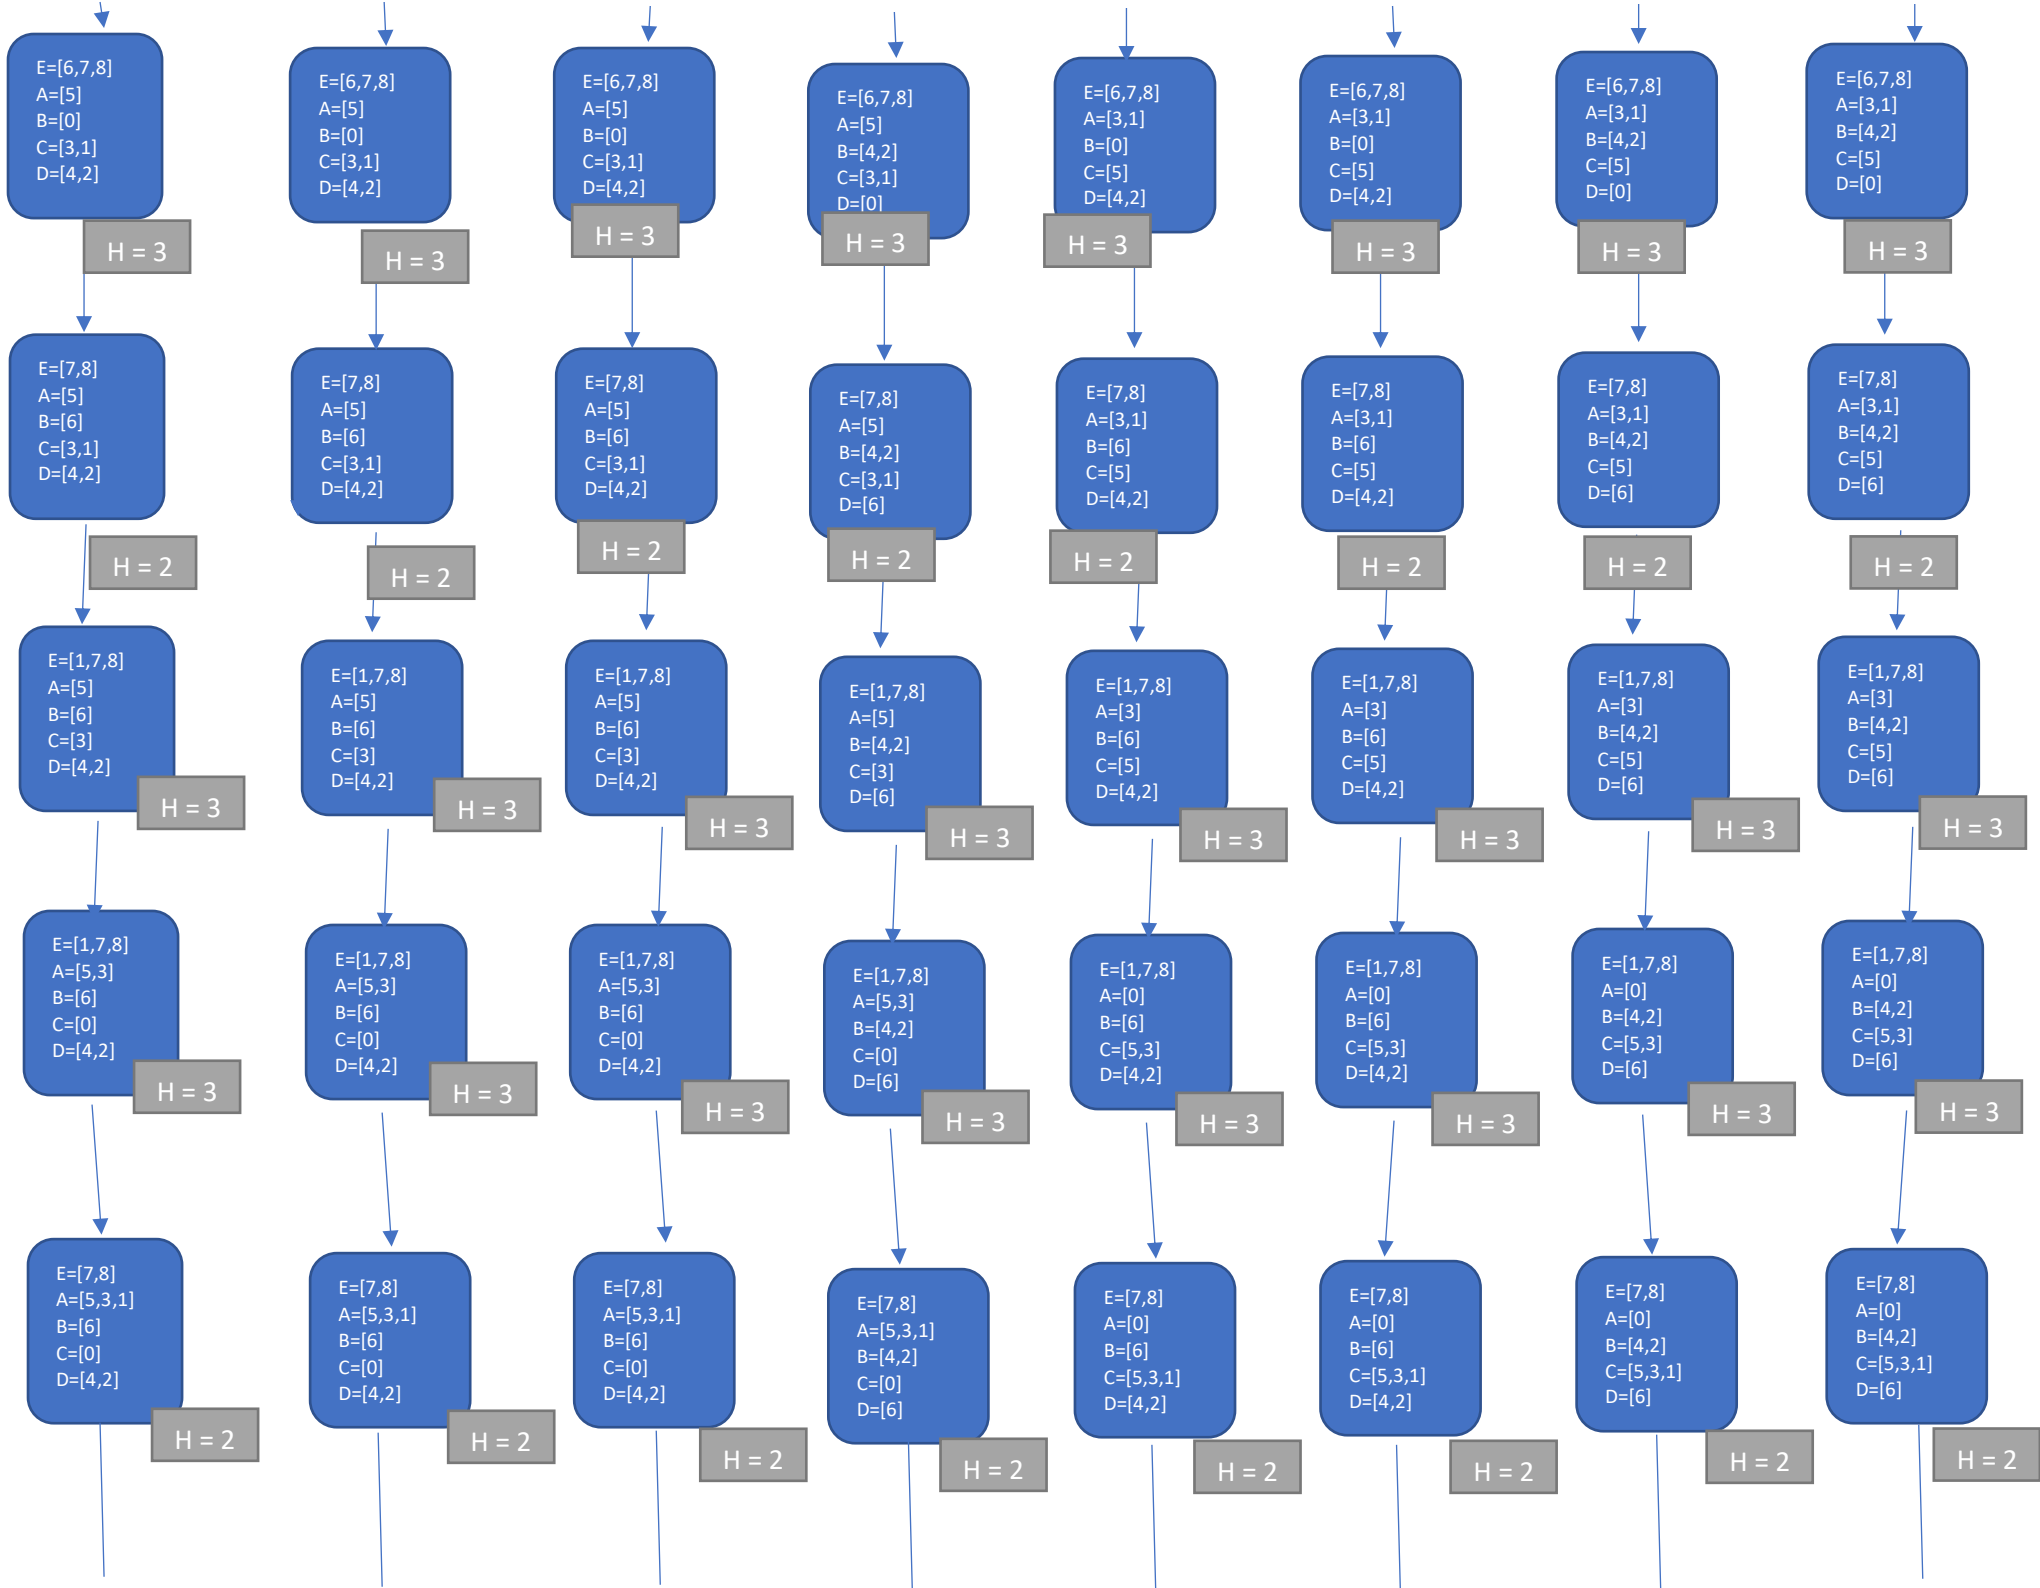 E=[6,7,8]
A=[5]
B=[0]
C=[3,1]
D=[4,2]
H = 3
E=[6,7,8]
A=[5]
B=[0]
C=[3,1]
D=[4,2]
H = 3
E=[6,7,8]
A=[5]
B=[0]
C=[3,1]
D=[4,2]
H = 3
E=[6,7,8]
A=[5]
B=[4,2]
C=[3,1]
D=[0]
H = 3
E=[6,7,8]
A=[3,1]
B=[0]
C=[5]
D=[4,2]
H = 3
E=[6,7,8]
A=[3,1]
B=[0]
C=[5]
D=[4,2]
H = 3
E=[6,7,8]
A=[3,1]
B=[4,2]
C=[5]
D=[0]
H = 3
E=[6,7,8]
A=[3,1]
B=[4,2]
C=[5]
D=[0]
H = 3
E=[7,8]
A=[5]
B=[6]
C=[3,1]
D=[4,2]
H = 2
E=[7,8]
A=[5]
B=[6]
C=[3,1]
D=[4,2]
H = 2
E=[7,8]
A=[5]
B=[6]
C=[3,1]
D=[4,2]
H = 2
E=[7,8]
A=[5]
B=[4,2]
C=[3,1]
D=[6]
H = 2
E=[7,8]
A=[3,1]
B=[6]
C=[5]
D=[4,2]
H = 2
E=[7,8]
A=[3,1]
B=[6]
C=[5]
D=[4,2]
H = 2
E=[7,8]
A=[3,1]
B=[4,2]
C=[5]
D=[6]
H = 2
E=[7,8]
A=[3,1]
B=[4,2]
C=[5]
D=[6]
H = 2
E=[1,7,8]
A=[5]
B=[6]
C=[3]
D=[4,2]
H = 3
E=[1,7,8]
A=[5]
B=[6]
C=[3]
D=[4,2]
H = 3
E=[1,7,8]
A=[5]
B=[6]
C=[3]
D=[4,2]
H = 3
E=[1,7,8]
A=[5]
B=[4,2]
C=[3]
D=[6]
H = 3
E=[1,7,8]
A=[3]
B=[6]
C=[5]
D=[4,2]
H = 3
E=[1,7,8]
A=[3]
B=[6]
C=[5]
D=[4,2]
H = 3
E=[1,7,8]
A=[3]
B=[4,2]
C=[5]
D=[6]
H = 3
E=[1,7,8]
A=[3]
B=[4,2]
C=[5]
D=[6]
H = 3
E=[1,7,8]
A=[5,3]
B=[6]
C=[0]
D=[4,2]
H = 3
E=[1,7,8]
A=[5,3]
B=[6]
C=[0]
D=[4,2]
H = 3
E=[1,7,8]
A=[5,3]
B=[6]
C=[0]
D=[4,2]
H = 3
E=[1,7,8]
A=[5,3]
B=[4,2]
C=[0]
D=[6]
H = 3
E=[1,7,8]
A=[0]
B=[6]
C=[5,3]
D=[4,2]
H = 3
E=[1,7,8]
A=[0]
B=[6]
C=[5,3]
D=[4,2]
H = 3
E=[1,7,8]
A=[0]
B=[4,2]
C=[5,3]
D=[6]
H = 3
E=[1,7,8]
A=[0]
B=[4,2]
C=[5,3]
D=[6]
H = 3
E=[7,8]
A=[5,3,1]
B=[6]
C=[0]
D=[4,2]
H = 2
E=[7,8]
A=[5,3,1]
B=[6]
C=[0]
D=[4,2]
H = 2
E=[7,8]
A=[5,3,1]
B=[6]
C=[0]
D=[4,2]
H = 2
E=[7,8]
A=[5,3,1]
B=[4,2]
C=[0]
D=[6]
H = 2
E=[7,8]
A=[0]
B=[6]
C=[5,3,1]
D=[4,2]
H = 2
E=[7,8]
A=[0]
B=[6]
C=[5,3,1]
D=[4,2]
H = 2
E=[7,8]
A=[0]
B=[4,2]
C=[5,3,1]
D=[6]
H = 2
E=[7,8]
A=[0]
B=[4,2]
C=[5,3,1]
D=[6]
H = 2